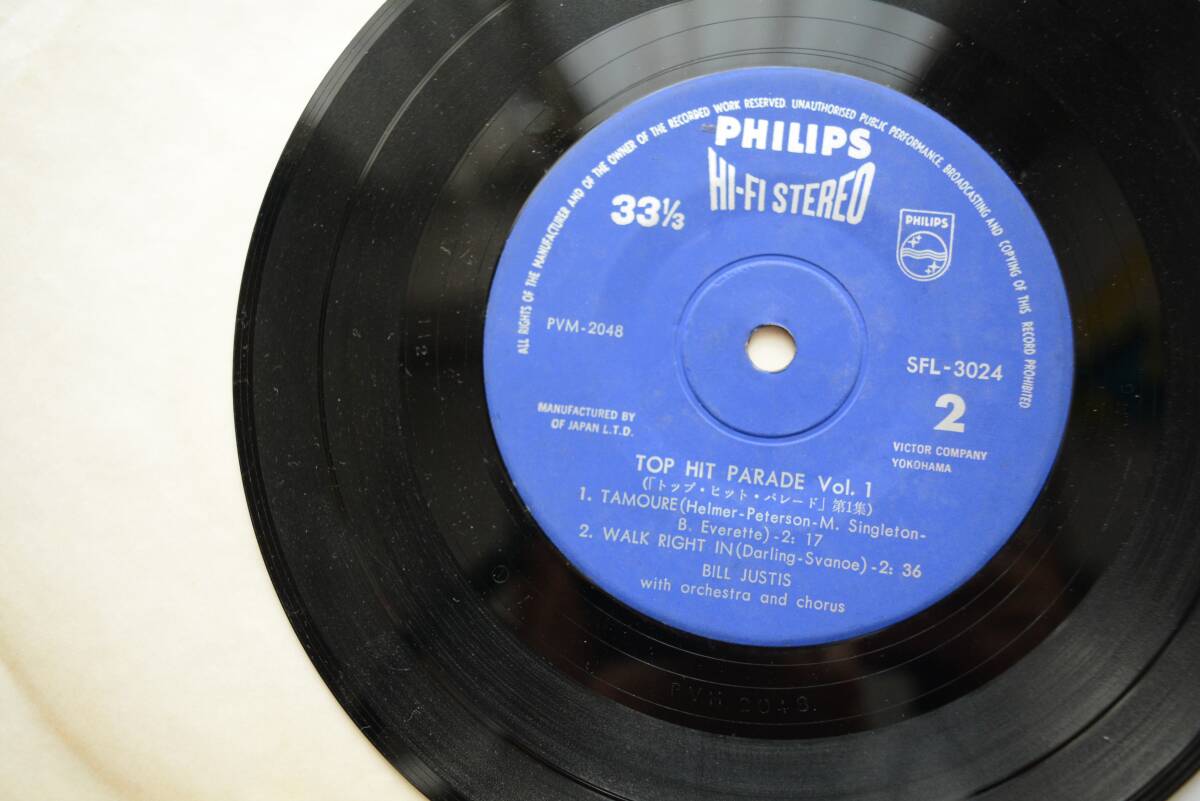 ALL RIGHTS OF THE MANUFACTURER AND OF THE OWNER OF THE RECORDED WORK RESERVED. UNAUTHORISED PUBLIC PERFORMANCE, BROADCASTING AND COPYING OF THIS RECORD PROHIBITED
PHILIPS
HI-FI STEREO
33⅓
PHILIPS
PVM-2048
SFL-3024
2
MANUFACTURED BY
OF JAPAN L.T.D.
VICTOR COMPANY
YOKOHAMA
TOP HIT PARADE Vol. 1
(「トップ・ヒット・パレード」第1集)
1. TAMOURE(Helmer-Peterson-M. Singleton-
B. Everette)-2: 17
2. WALK RIGHT IN(Darling-Svanoe)-2: 36
BILL JUSTIS
with orchestra and chorus
PVM 2048.